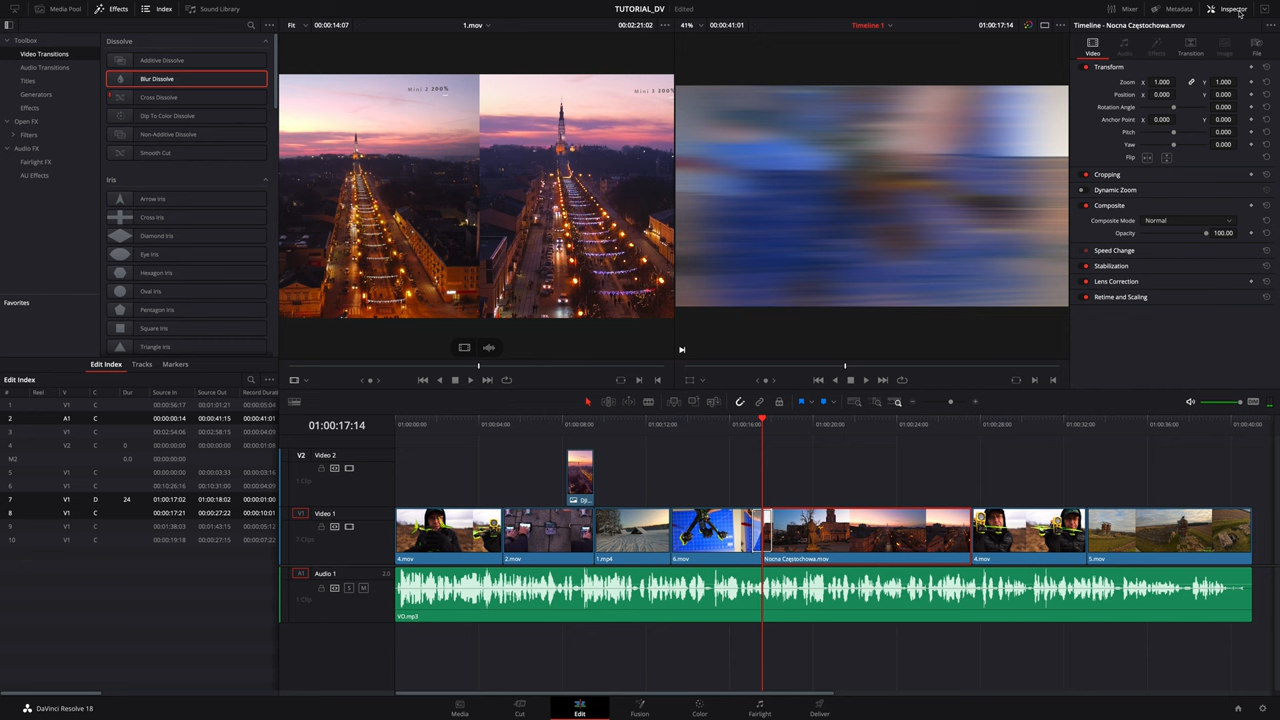 Media Pool
Effects
Index
Sound Library
TUTORIAL_DV
Edited
Mixer
Metadata
Inspector
Fit
00:00:14:07
1.mov
00:02:21:02
41%
00:00:41:01
Timeline 1
01:00:17:14
Timeline - Nocna Częstochowa.mov
Toolbox
Video Transitions
Audio Transitions
Titles
Generators
Effects
Open FX
Filters
Audio FX
Fairlight FX
AU Effects
Favorites
Dissolve
Additive Dissolve
Blur Dissolve
Cross Dissolve
Dip To Color Dissolve
Non-Additive Dissolve
Smooth Cut
Iris
Arrow Iris
Cross Iris
Diamond Iris
Eye Iris
Hexagon Iris
Oval Iris
Pentagon Iris
Square Iris
Triangle Iris
Mini 2 200%
Mini 3 200%
Video
Audio
Effects
Transition
Image
File
Transform
Zoom X 1.000 Y 1.000
Position X 0.000 Y 0.000
Rotation Angle 0.000
Anchor Point X 0.000 Y 0.000
Pitch 0.000
Yaw 0.000
Flip
Cropping
Dynamic Zoom
Composite
Composite Mode Normal
Opacity 100.00
Speed Change
Stabilization
Lens Correction
Retime and Scaling
Edit Index Tracks Markers
Edit Index
# Reel V C Dur Source In Source Out Record Durati
1 V1 C 00:00:56:17 00:01:01:21 00:00:05:04
2 A1 C 00:00:00:14 00:00:41:15 00:00:41:01
3 V1 C 00:02:54:06 00:02:58:15 00:00:04:09
4 V2 C 0 00:00:00:00 00:00:00:00 00:00:01:08
M2 0.0 00:00:00:00 00:00:00:00
5 V1 C 00:00:00:00 00:00:03:33 00:00:03:15
6 V1 C 00:10:26:16 00:10:31:00 00:00:04:09
7 V1 D 24 01:00:17:02 01:00:18:02 00:00:01:00
8 V1 C 00:00:17:21 00:00:27:22 00:00:10:01
9 V1 C 00:01:38:03 00:01:43:15 00:00:05:12
10 V1 C 00:00:19:18 00:00:27:15 00:00:07:22
01:00:17:14
01:00:00:00
01:00:04:00
01:00:08:00
01:00:12:00
01:00:16:00
01:00:20:00
01:00:24:00
01:00:28:00
01:00:32:00
01:00:36:00
01:00:40:00
V2 Video 2
1 Clip
V1 Video 1
4.mov
2.mov
1.mp4
6.mov
Nocna Częstochowa.mov
4.mov
5.mov
A1 Audio 1 2.0
S M
1 Clip
VO.mp3
DIM
DaVinci Resolve 18
Media
Cut
Edit
Fusion
Color
Fairlight
Deliver